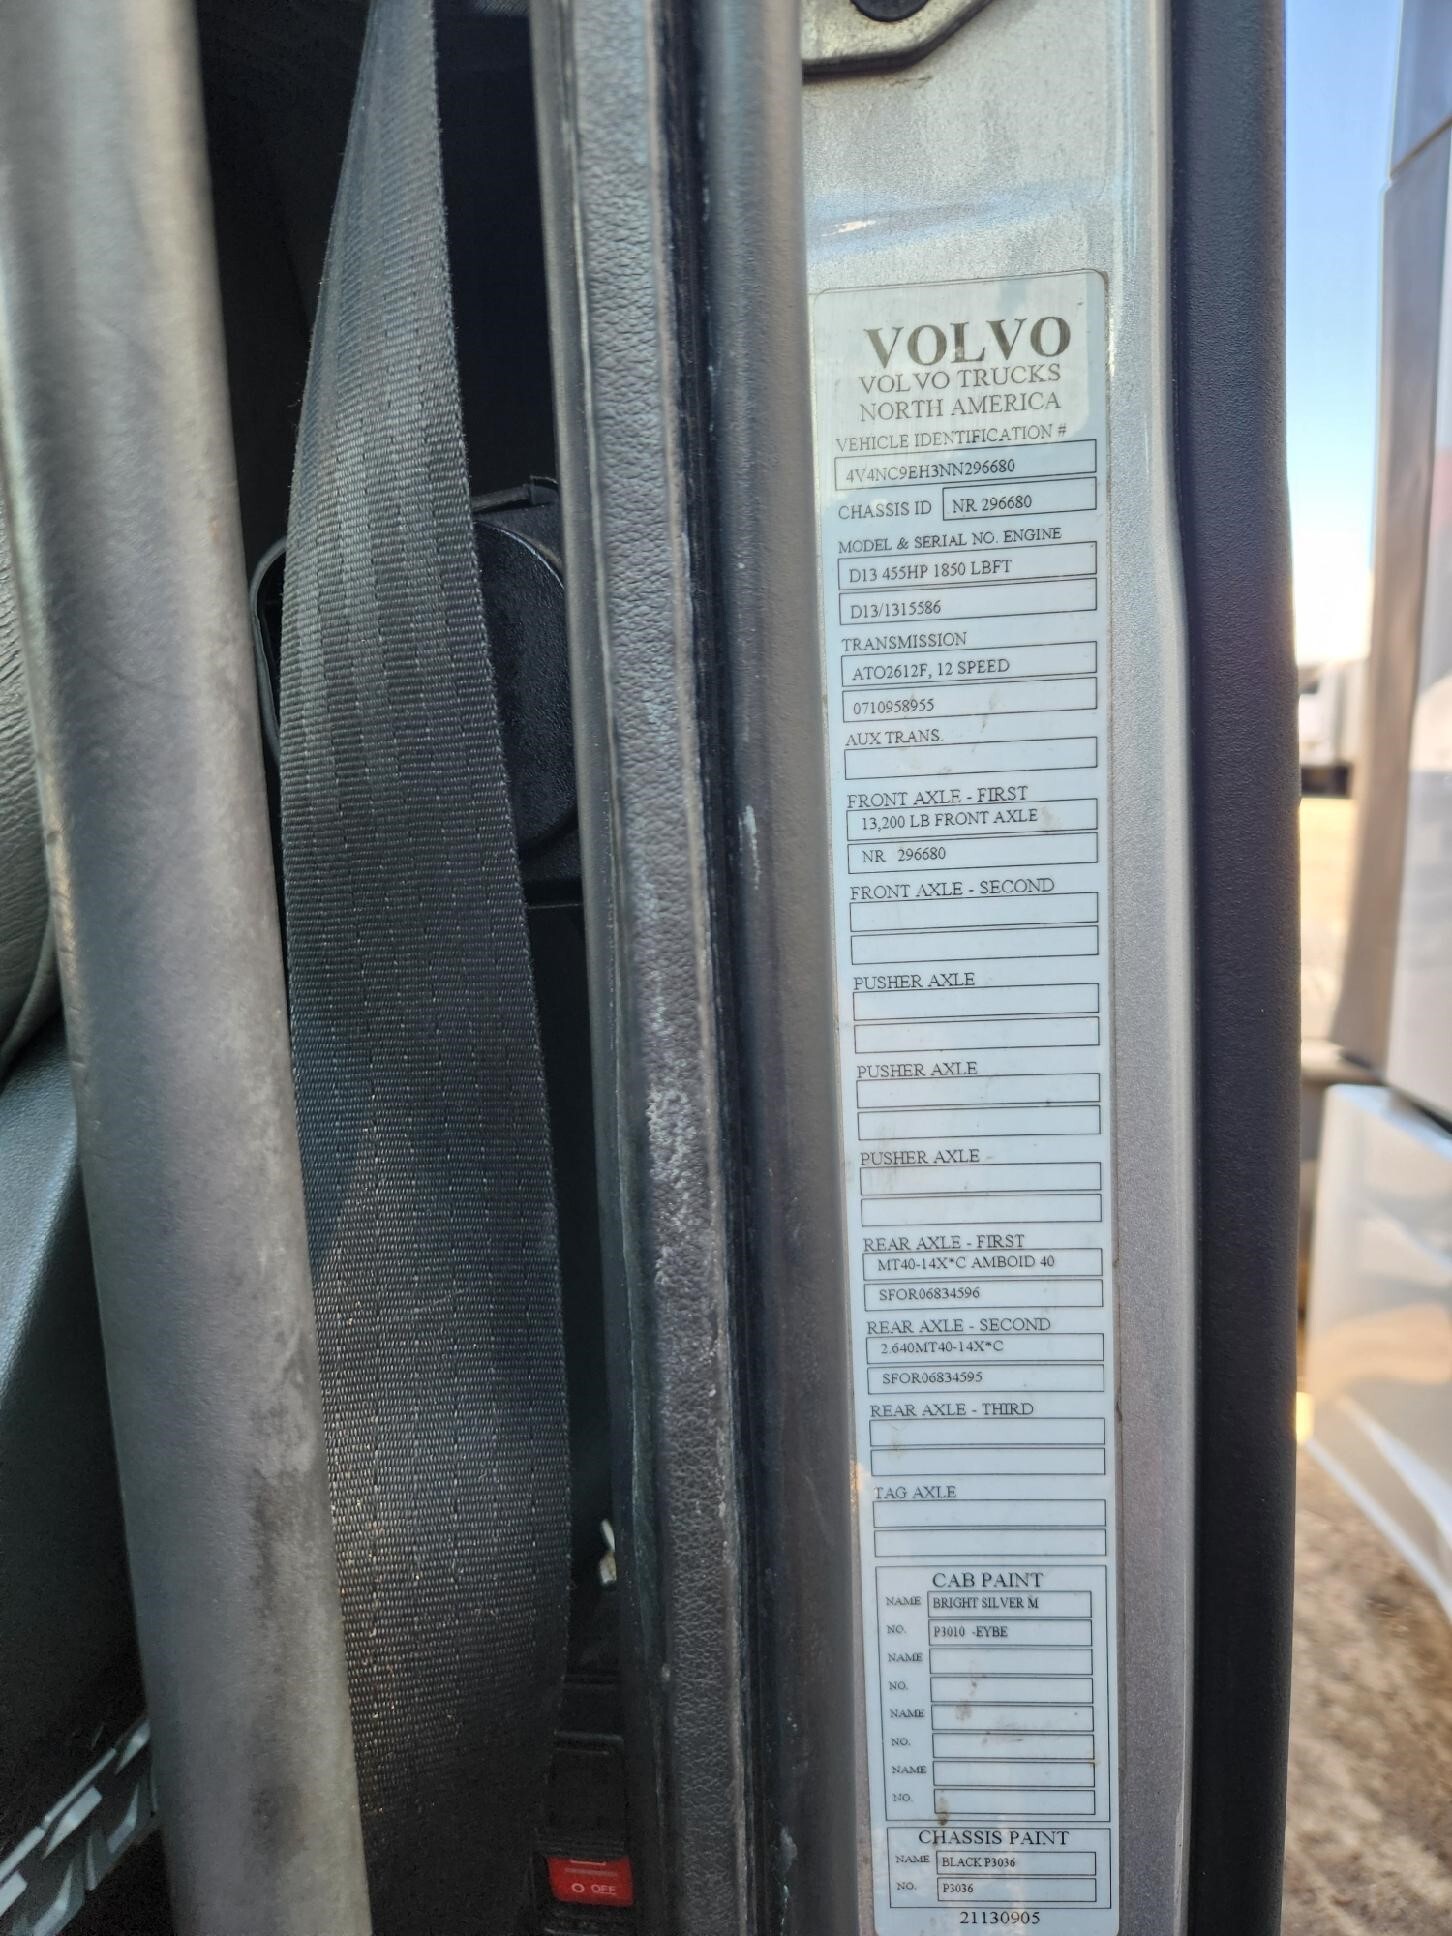 VOLVO
VOLVO TRUCKS
NORTH AMERICA
VEHICLE IDENTIFICATION #
4V4NC9EH3NN296680
CHASSIS ID NR 296680
MODEL & SERIAL NO. ENGINE
D13 455HP 1850 LBFT
D13/1315586
TRANSMISSION
ATO2612F, 12 SPEED
0710958955
AUX TRANS.
FRONT AXLE - FIRST
13,200 LB FRONT AXLE
NR 296680
FRONT AXLE - SECOND
PUSHER AXLE
PUSHER AXLE
PUSHER AXLE
REAR AXLE - FIRST
MT40-14X*C AMBOID 40
SFOR06834596
REAR AXLE - SECOND
2.640MT40-14X*C
SFOR06834595
REAR AXLE - THIRD
TAG AXLE
CAB PAINT
NAME BRIGHT SILVER M
NO. P3010 -EYBE
NAME
NO.
NAME
NO.
NAME
NO.
CHASSIS PAINT
NAME BLACK P3036
NO. P3036
21130905
O OFF